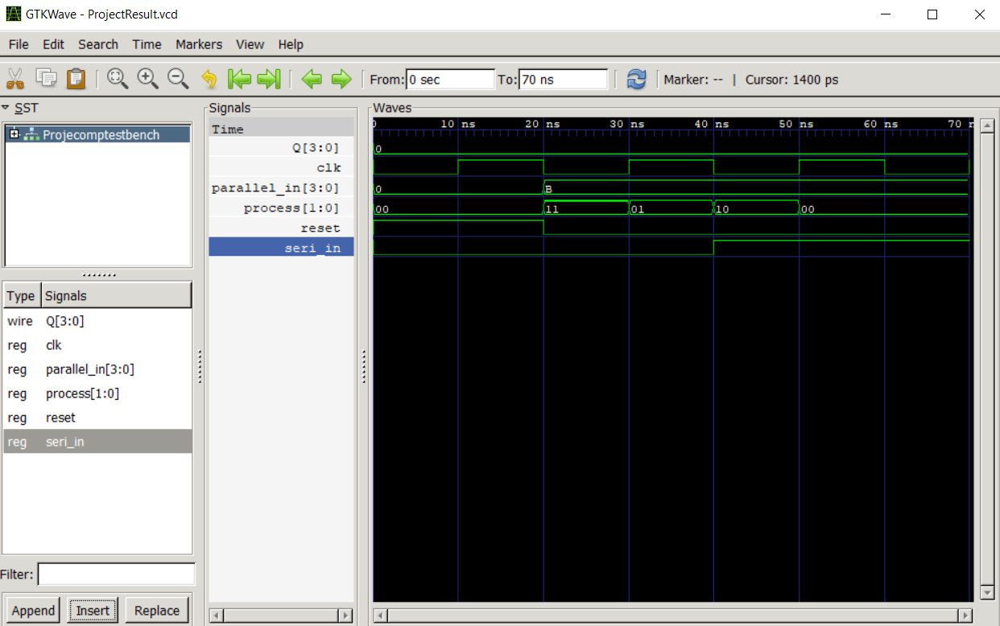 GTKWave - ProjectResult.vcd
File Edit Search Time Markers View Help
From: 0 sec To: 70 ns Marker: -- | Cursor: 1400 ps
SST
Projecomptestbench
Type Signals
wire Q[3:0]
reg clk
reg parallel_in[3:0]
reg process[1:0]
reg reset
reg seri_in
Filter:
Append Insert Replace
Signals
Time
Q[3:0]
clk
parallel_in[3:0]
process[1:0]
reset
seri_in
Waves
0 10 ns 20 ns 30 ns 40 ns 50 ns 60 ns 70 n
0
0 B
00 11 01 10 00